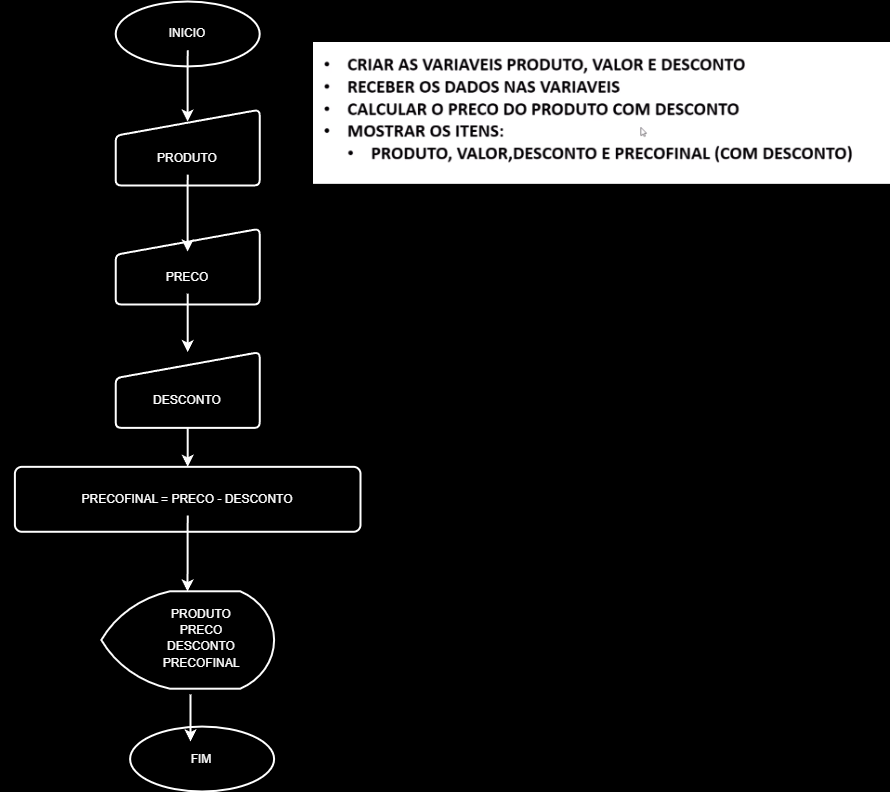 INICIO
PRODUTO
PRECO
DESCONTO
PRECOFINAL = PRECO - DESCONTO
PRODUTO
PRECO
DESCONTO
PRECOFINAL
FIM
• CRIAR AS VARIAVEIS PRODUTO, VALOR E DESCONTO
• RECEBER OS DADOS NAS VARIAVEIS
• CALCULAR O PRECO DO PRODUTO COM DESCONTO
• MOSTRAR OS ITENS:
• PRODUTO, VALOR,DESCONTO E PRECOFINAL (COM DESCONTO)